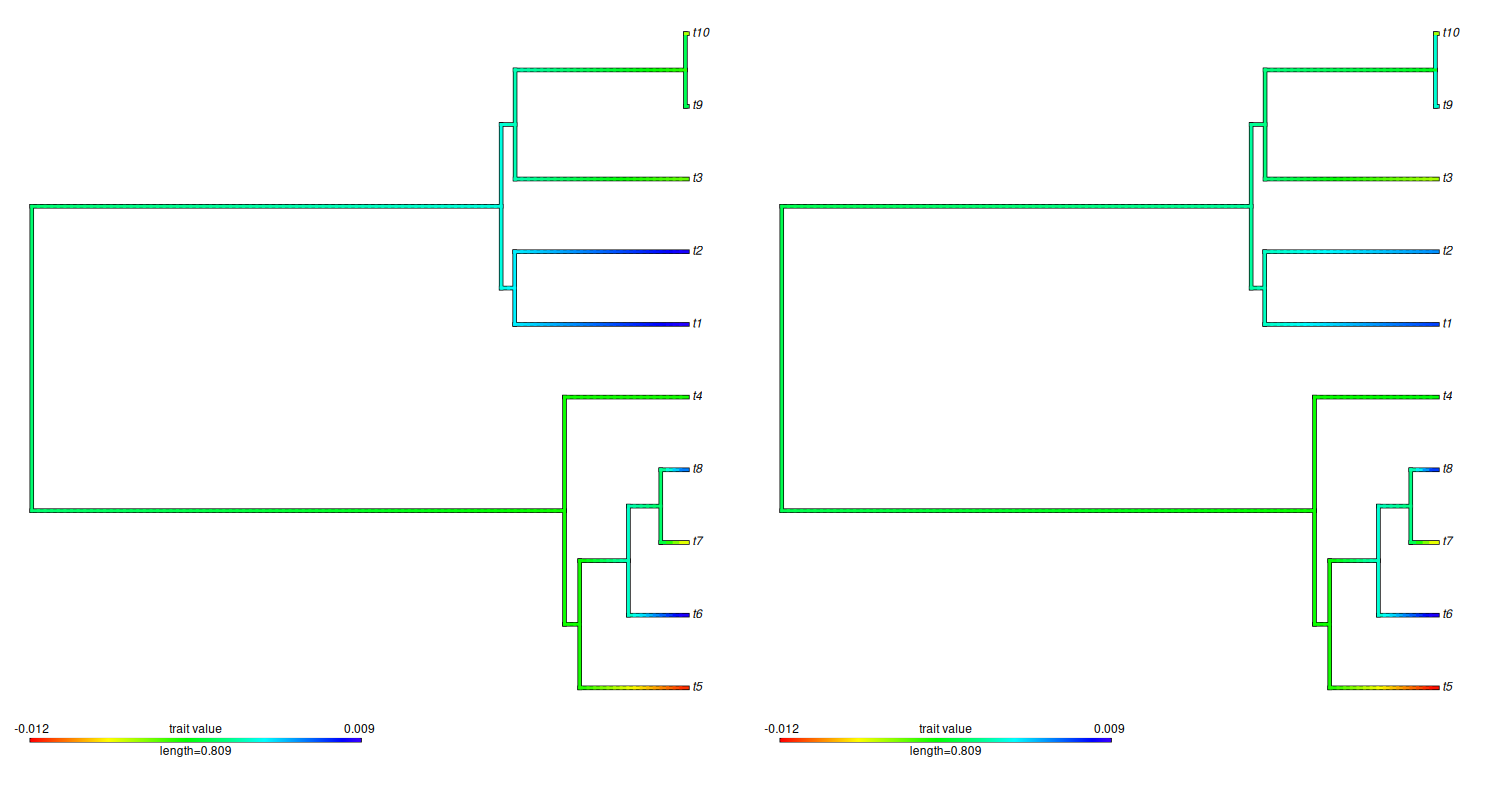 t10
t9
t3
t2
t1
t4
t8
t7
t6
t5
-0.012 trait value 0.009
length=0.809
t10
t9
t3
t2
t1
t4
t8
t7
t6
t5
-0.012 trait value 0.009
length=0.809